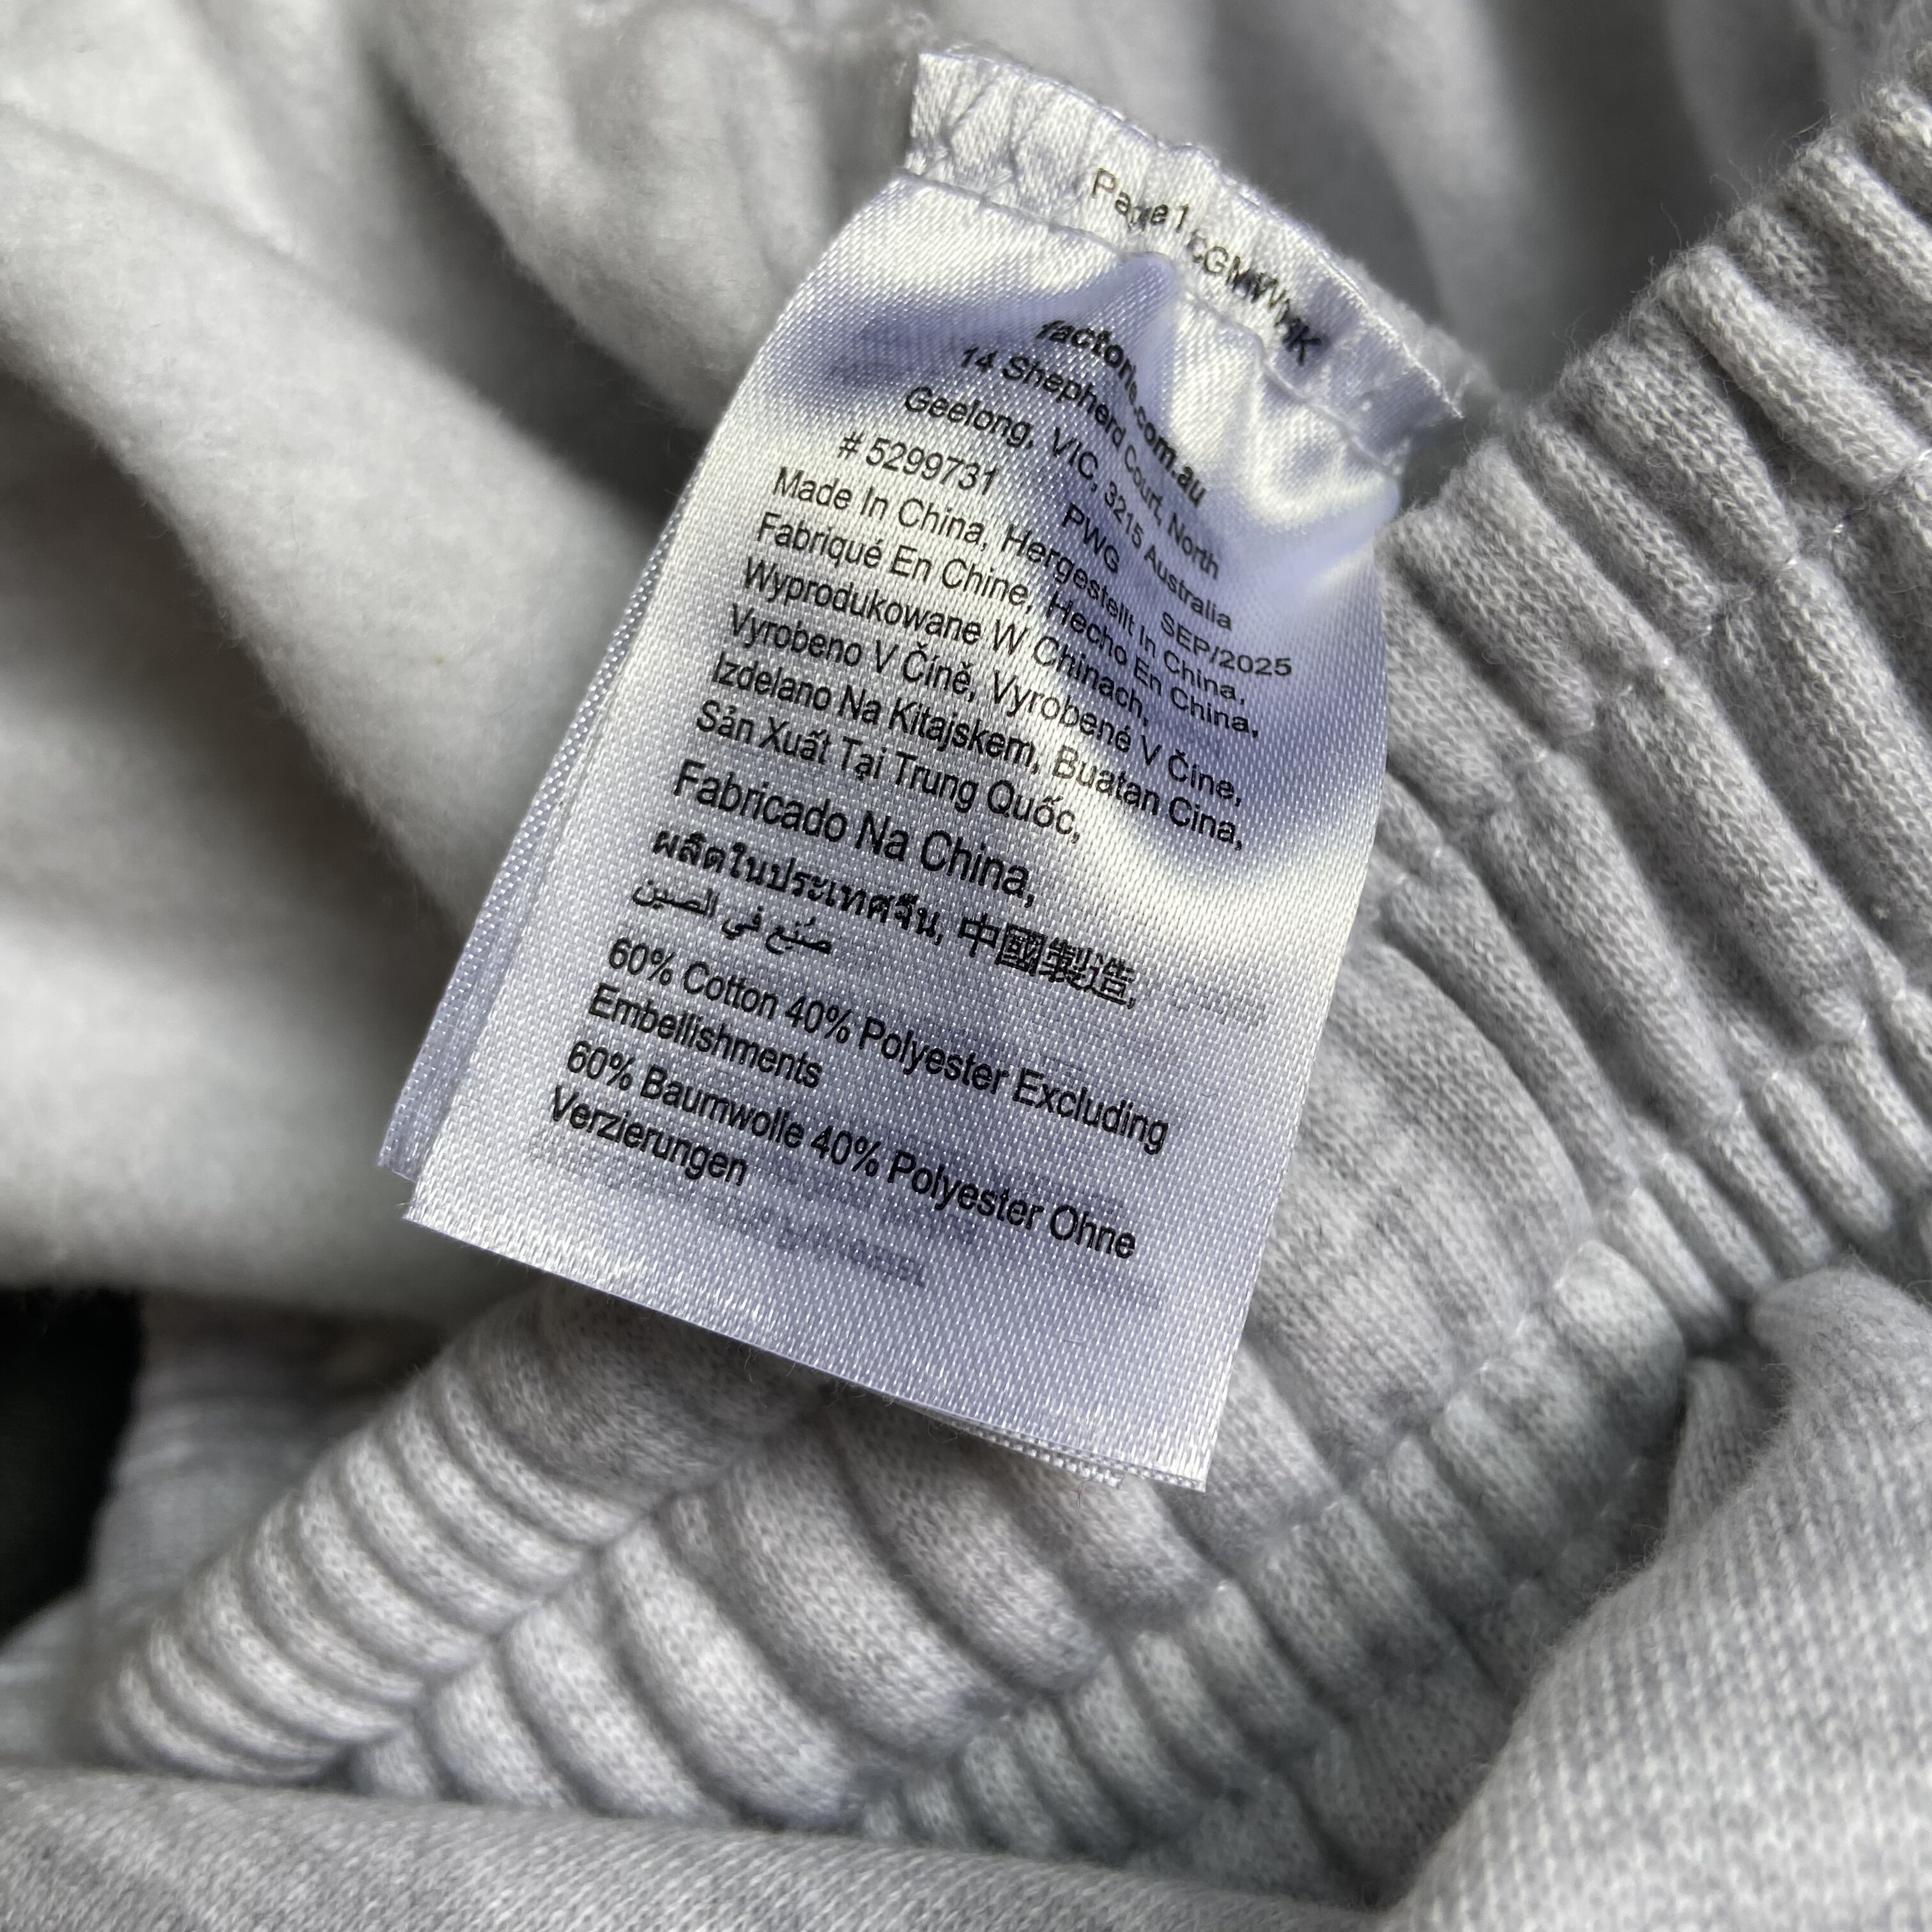 Page 1
factorie.com.au
14 Shepherd Court, North
Geelong, VIC, 3215 Australia
# 5299731 PWG SEP/2025
Made In China, Hergestellt In China,
Fabriqué En Chine, Hecho En China,
Wyprodukowane W Chinach,
Vyrobeno V Číně, Vyrobené V Číne,
Izdelano Na Kitajskem, Buatan Cina,
Sản Xuất Tại Trung Quốc,
Fabricado Na China,
ผลิตในประเทศจีน, 中國製造,
صنع في الصين
60% Cotton 40% Polyester Excluding
Embellishments
60% Baumwolle 40% Polyester Ohne
Verzierungen